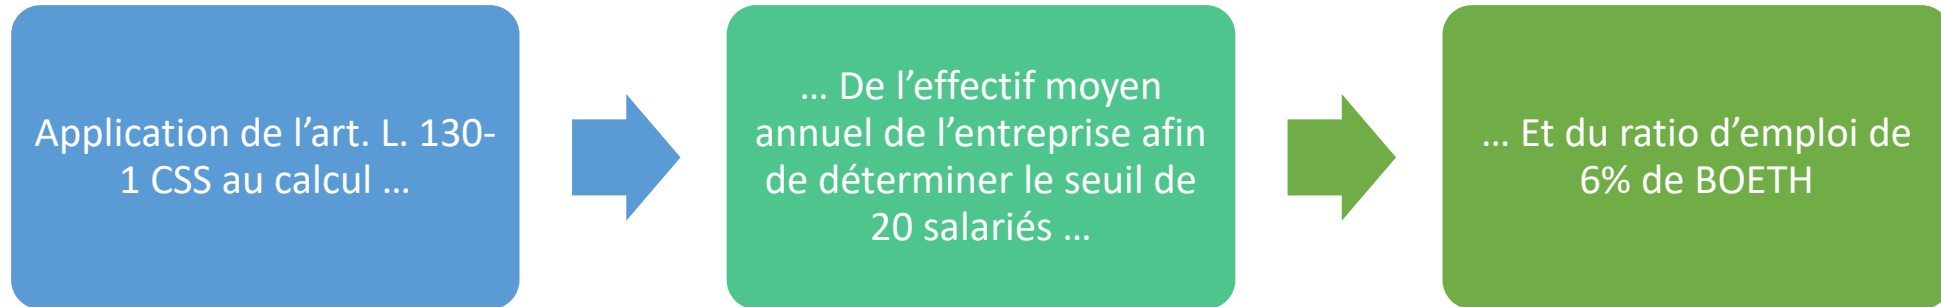 Application de l’art. L. 130-
1 CSS au calcul ...
... De l’effectif moyen
annuel de l’entreprise afin
de déterminer le seuil de
20 salariés ...
... Et du ratio d’emploi de
6% de BOETH